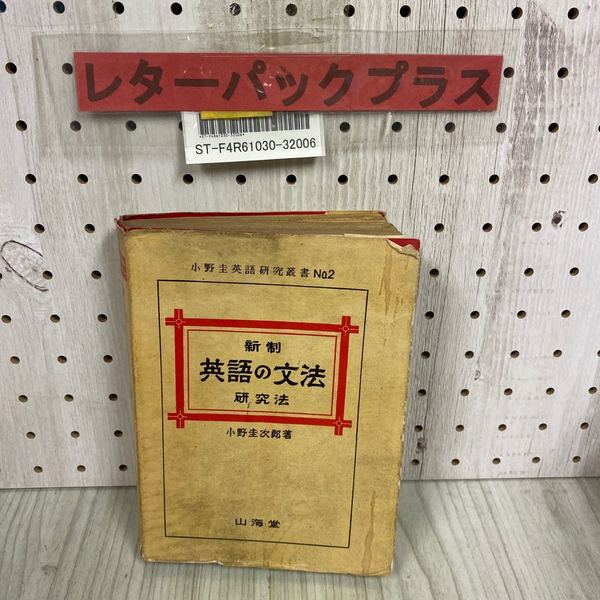 レターパックプラス
ST-F4R61030-32006
小野圭英語研究叢書 No.2
新制
英語の文法
研究法
小野圭次郎著
山海堂